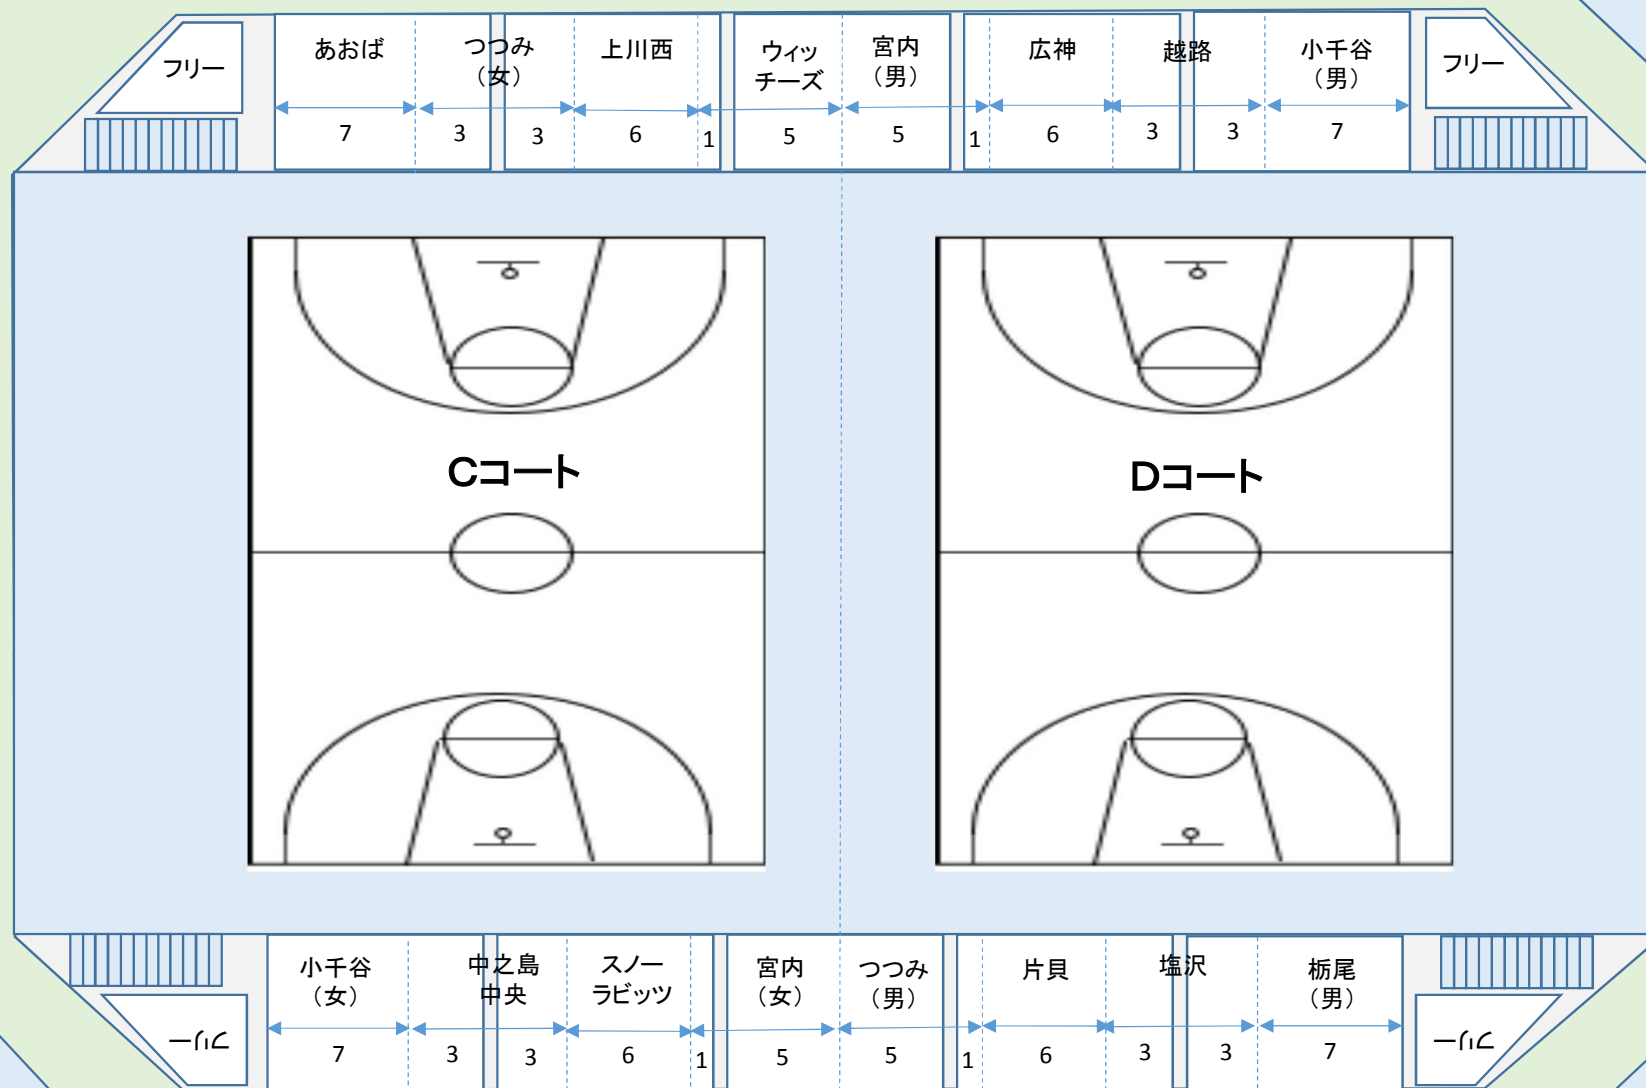 フリー
あおば
つつみ
（女）
上川西
ウィッ
チーズ
宮内
（男）
広神
越路
小千谷
（男）
フリー
7
3
3
6
1
5
5
1
6
3
3
7
Cコート
Dコート
小千谷
（女）
中之島
中央
スノー
ラビッツ
宮内
（女）
つつみ
（男）
片貝
塩沢
栃尾
（男）
フリー
7
3
3
6
1
5
5
1
6
3
3
7
フリー